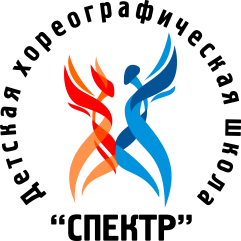 Детская хореографическая школа
“СПЕКТР”